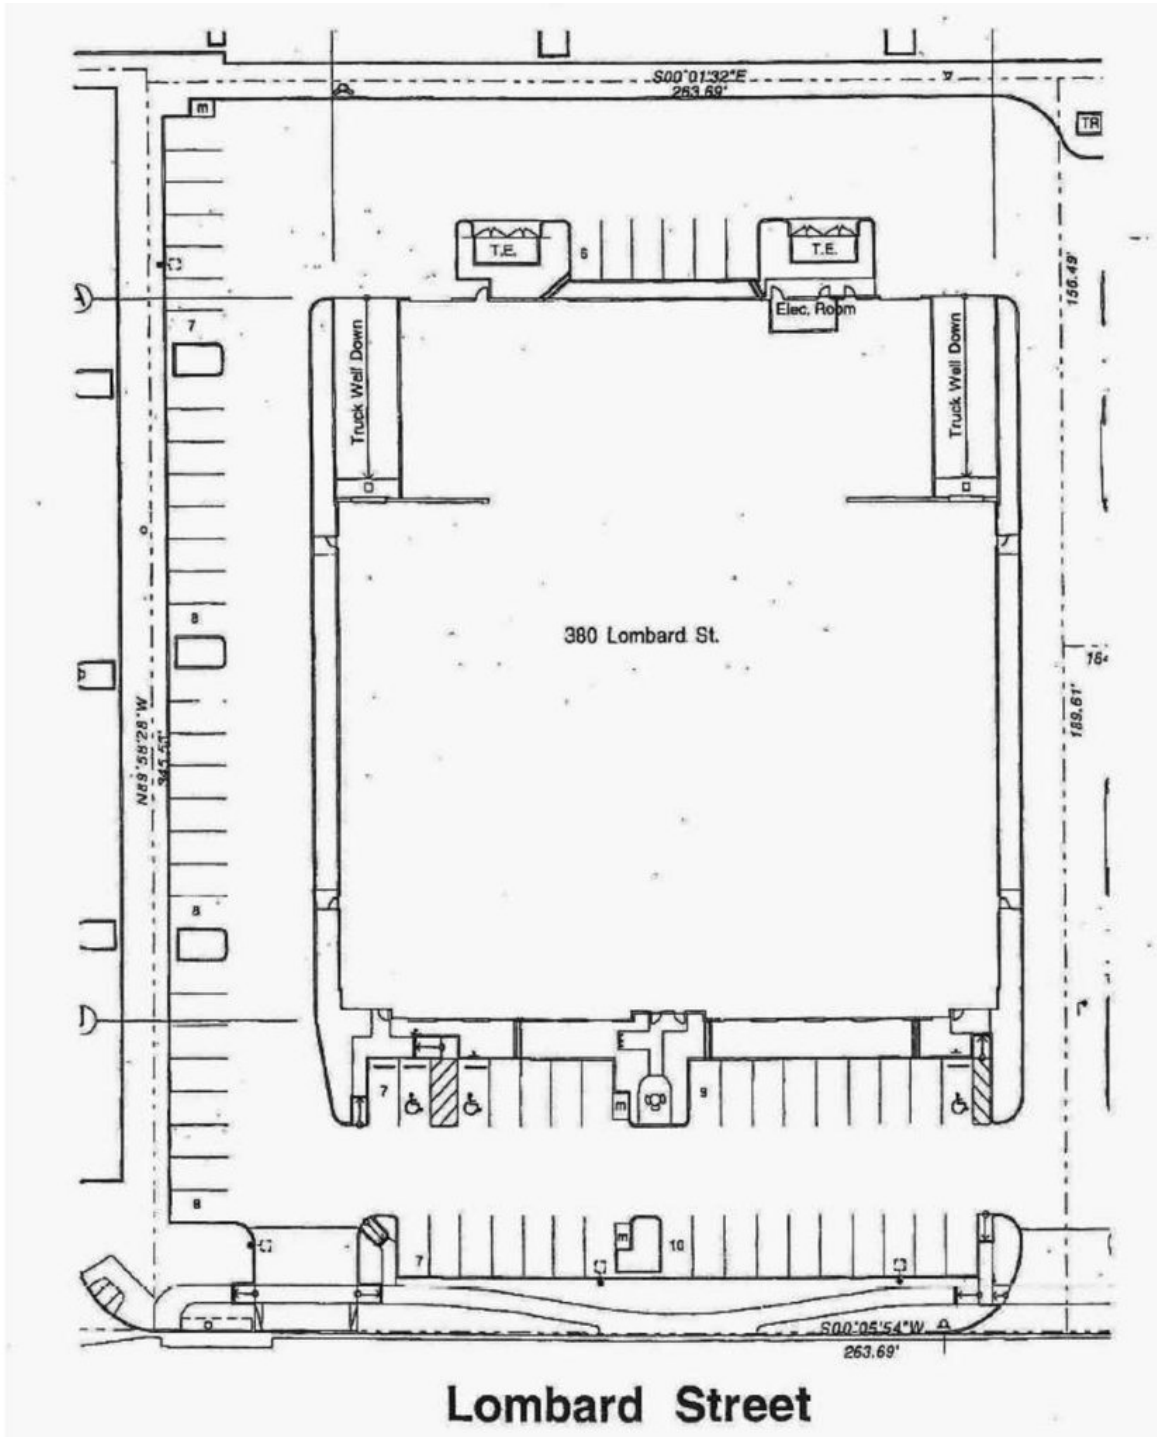 S00°01'32"E
263.69'
m
TR
T.E.
6
T.E.
156.49'
Elec. Room
7
Truck Well Down
Truck Well Down
8
380 Lombard St.
164
N89°58'28"W
345.53'
189.61'
8
7
m
9
8
m
10
7
S00°05'54"W
263.69'
Lombard Street